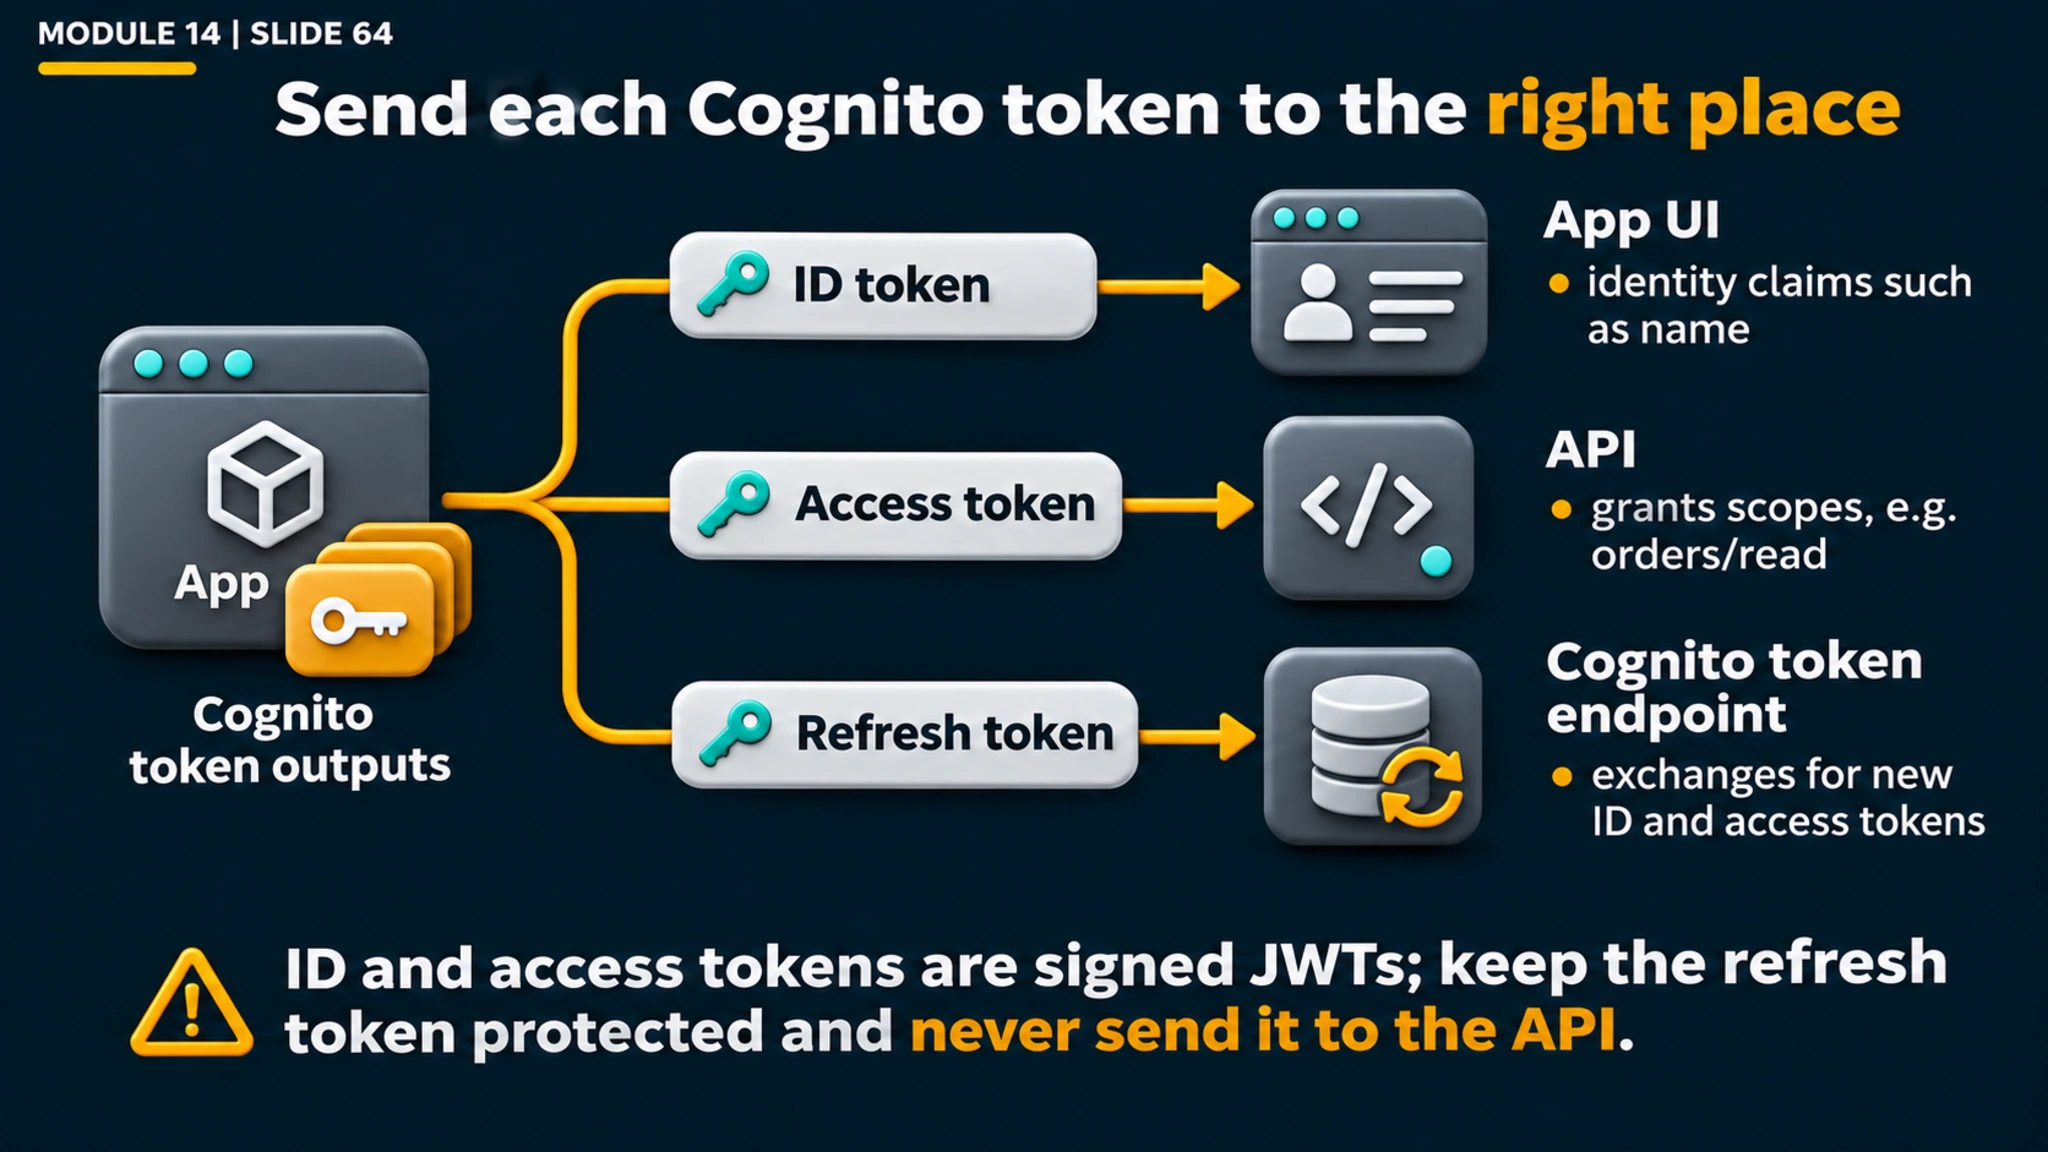 MODULE 14 | SLIDE 64
Send each Cognito token to the right place
App
Cognito
token outputs
ID token
App UI
• identity claims such
as name
Access token
API
• grants scopes, e.g.
orders/read
Refresh token
Cognito token
endpoint
• exchanges for new
ID and access tokens
ID and access tokens are signed JWTs; keep the refresh
token protected and never send it to the API.